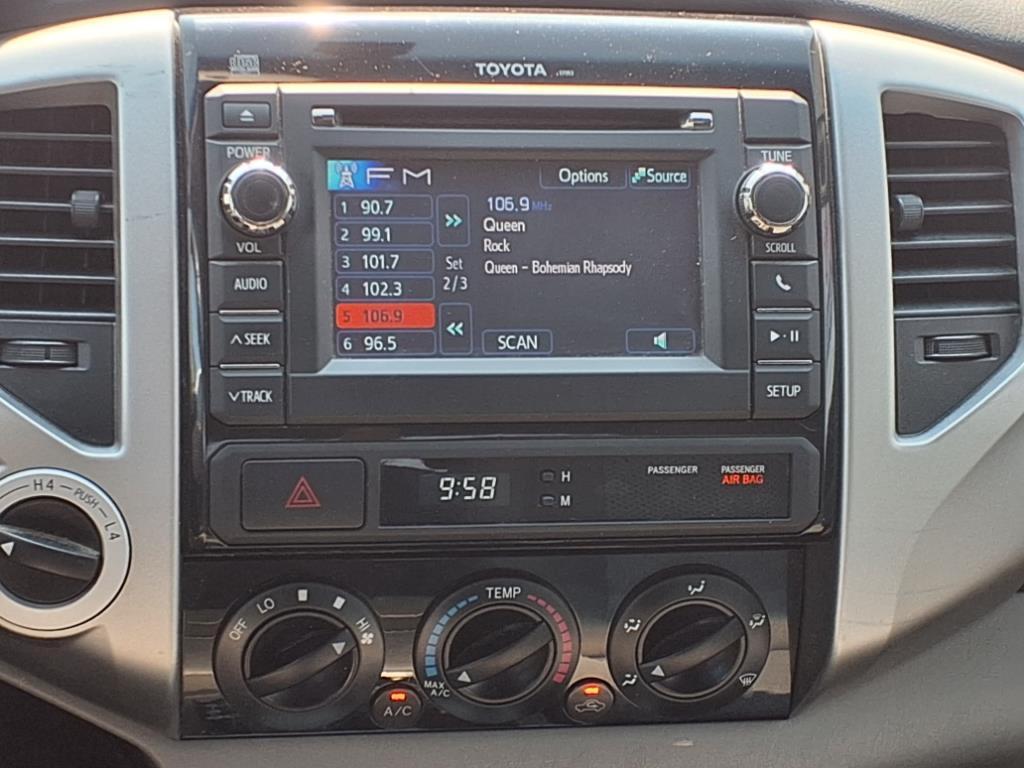 TOYOTA
POWER
VOL
AUDIO
SEEK
TRACK
FM
Options
Source
1 90.7
2 99.1
3 101.7
4 102.3
5 106.9
6 96.5
>>
Set
2/3
<<
106.9 MHz
Queen
Rock
Queen - Bohemian Rhapsody
SCAN
TUNE
SCROLL
SETUP
9:58
H
M
PASSENGER
PASSENGER
AIR BAG
H4
PUSH
L4
OFF
LO
HI
A/C
TEMP
MAX
A/C